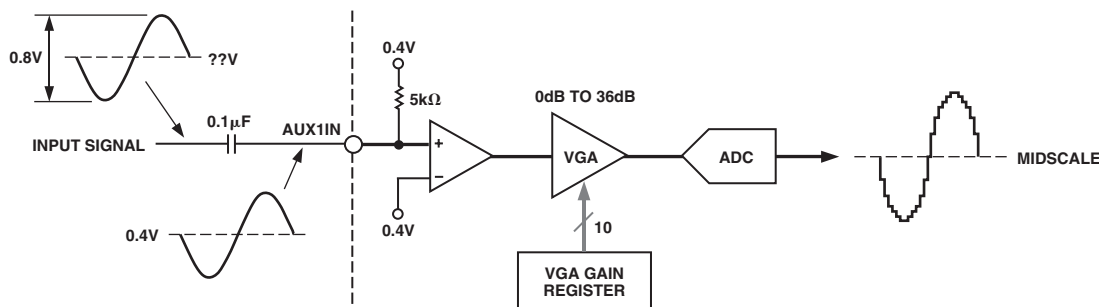 0.8V
??V
0.4V
5kΩ
0dB TO 36dB
0.1μF
AUX1IN
INPUT SIGNAL
+
–
VGA
ADC
MIDSCALE
0.4V
0.4V
10
VGA GAIN
REGISTER